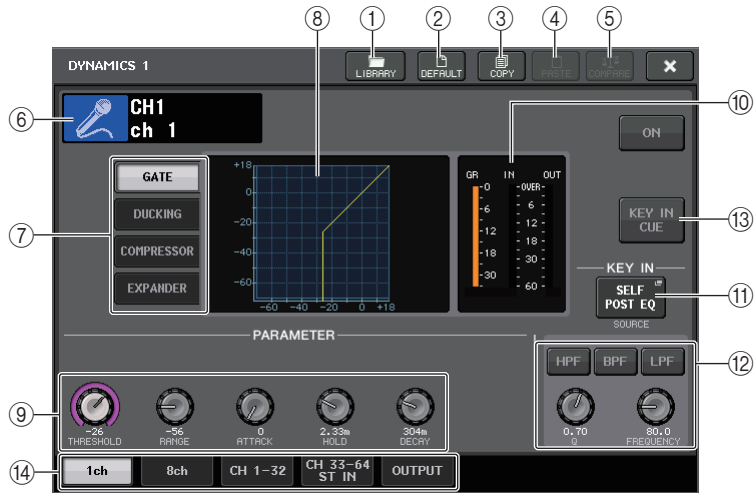 ① ② ③ ④ ⑤
DYNAMICS 1
LIBRARY DEFAULT COPY PASTE COMPARE
⑥ CH1
ch 1
⑧
⑩
ON
⑦ GATE
DUCKING
COMPRESSOR
EXPANDER
+18
0
-20
-40
-60
-60 -40 -20 0 +18
GR IN OUT
0 OVER
6 6
12 12
18 18
30 30
60
KEY IN
CUE
⑬
KEY IN
SELF
POST EQ
⑪
SOURCE
PARAMETER
HPF BPF LPF
⑫
⑨
-26 -56 0 2.33m 304m
THRESHOLD RANGE ATTACK HOLD DECAY
0.70 80.0
Q FREQUENCY
⑭ 1ch 8ch CH 1-32 CH 33-64
ST IN OUTPUT